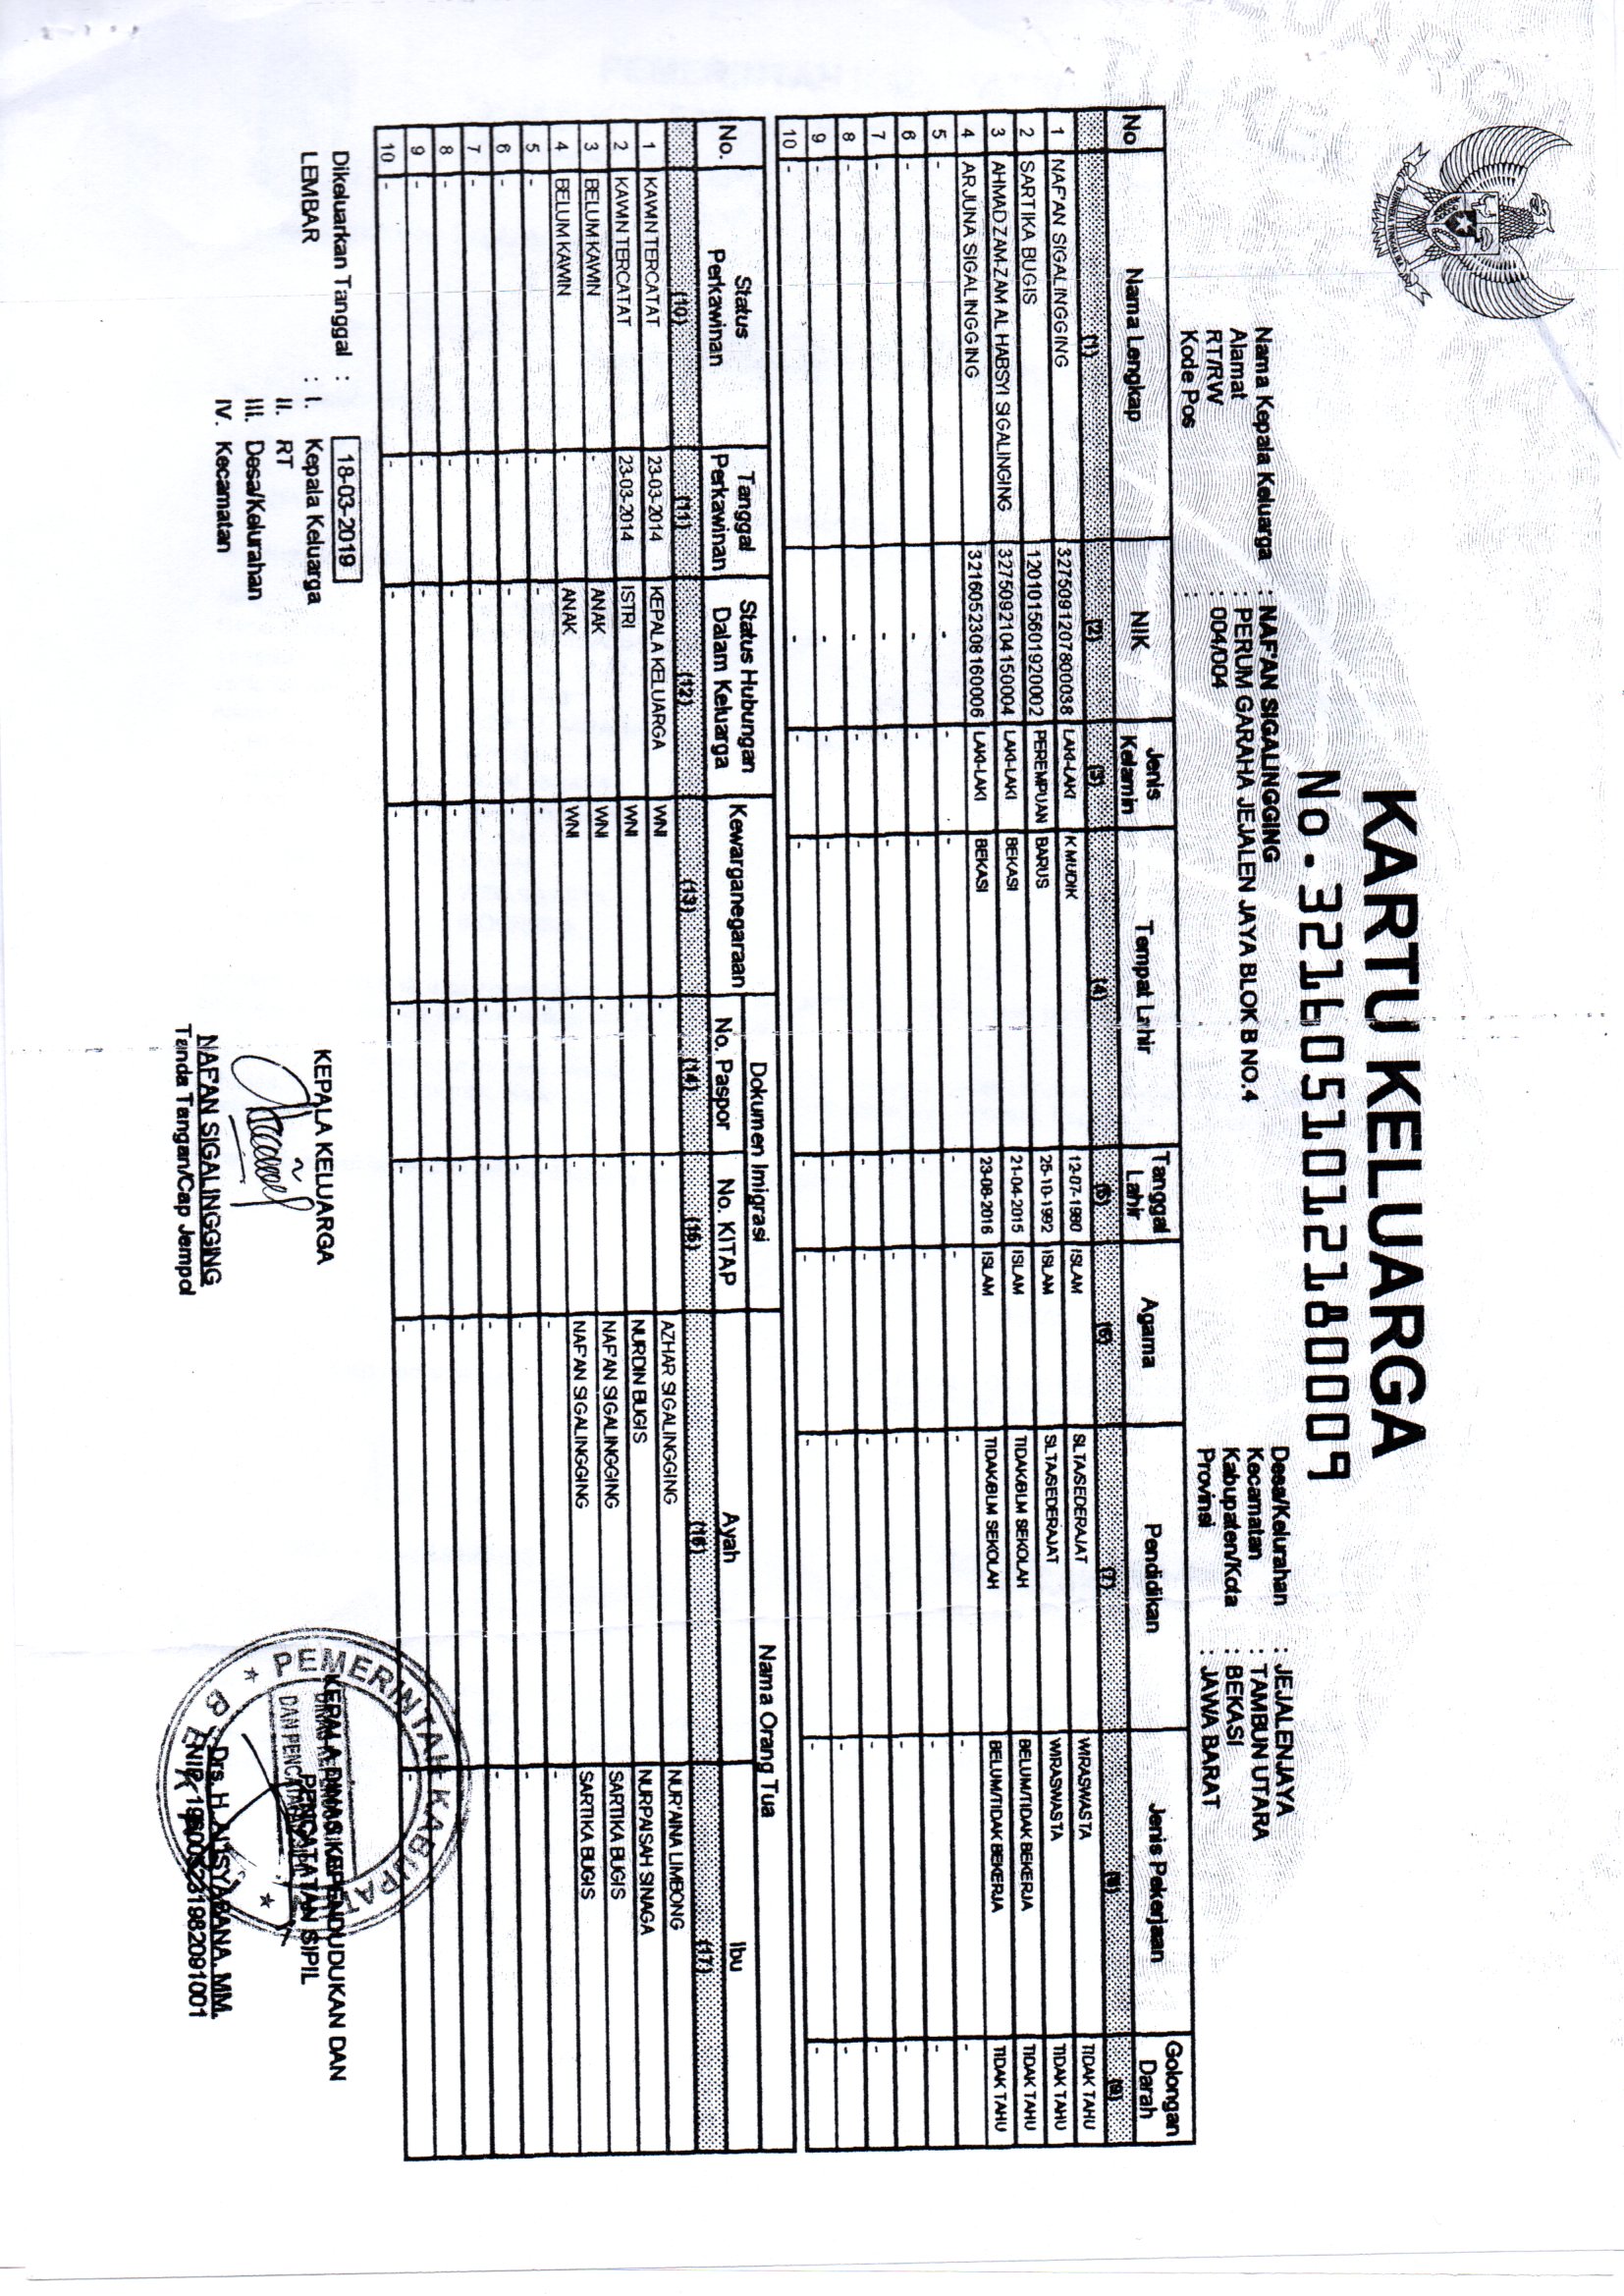 BHINNEKA TUNGGAL IKA
KARTU KELUARGA
No.3216051012180009
Nama Kepala Keluarga : NAF'AN SIGALINGGING
Alamat : PERUM GARAHA JEJALEN JAYA BLOK B NO.4
RT/RW : 004/004
Kode Pos :
Desa/Kelurahan : JEJALENJAYA
Kecamatan : TAMBUN UTARA
Kabupaten/Kota : BEKASI
Provinsi : JAWA BARAT
No Nama Lengkap NIK Jenis Kelamin Tempat Lahir Tanggal Lahir Agama Pendidikan Jenis Pekerjaan Golongan Darah
(1) (2) (3) (4) (5) (6) (7) (8) (9)
1 NAF'AN SIGALINGGING 3275091207800038 LAKI-LAKI K MUDIK 12-07-1980 ISLAM SLTA/SEDERAJAT WIRASWASTA TIDAK TAHU
2 SARTIKA BUGIS 1201015601920002 PEREMPUAN BARUS 25-10-1992 ISLAM SLTA/SEDERAJAT WIRASWASTA TIDAK TAHU
3 AHMAD ZAM-ZAM AL HABSYI SIGALINGING 3275092104150004 LAKI-LAKI BEKASI 21-04-2015 ISLAM TIDAK/BLM SEKOLAH BELUM/TIDAK BEKERJA TIDAK TAHU
4 ARJUNA SIGALINGGING 3216052308160006 LAKI-LAKI BEKASI 23-08-2016 ISLAM TIDAK/BLM SEKOLAH BELUM/TIDAK BEKERJA TIDAK TAHU
5 - - - - - - - - -
6 - - - - - - - - -
7 - - - - - - - - -
8 - - - - - - - - -
9 - - - - - - - - -
10 - - - - - - - - -
No. Status Perkawinan Tanggal Perkawinan Status Hubungan Dalam Keluarga Kewarganegaraan Dokumen Imigrasi Nama Orang Tua
No. Paspor No. KITAP Ayah Ibu
(10) (11) (12) (13) (14) (15) (16) (17)
1 KAWIN TERCATAT 23-03-2014 KEPALA KELUARGA WNI - - AZHAR SIGALINGGING NUR'AINA LIMBONG
2 KAWIN TERCATAT 23-03-2014 ISTRI WNI - - NURDIN BUGIS NURPAISAH SINAGA
3 BELUM KAWIN - ANAK WNI - - NAF'AN SIGALINGGING SARTIKA BUGIS
4 BELUM KAWIN - ANAK WNI - - NAF'AN SIGALINGGING SARTIKA BUGIS
5 - - - - - - - -
6 - - - - - - - -
7 - - - - - - - -
8 - - - - - - - -
9 - - - - - - - -
10 - - - - - - - -
Dikeluarkan Tanggal : 18-03-2019
LEMBAR : I. Kepala Keluarga
II. RT
III. Desa/Kelurahan
IV. Kecamatan
KEPALA KELUARGA
NAF'AN SIGALINGGING
Tanda Tangan/Cap Jempol
KEPALA DINAS KEPENDUDUKAN DAN
PENCATATAN SIPIL
PEMERINTAH KABUPATEN
DINAS KEPENDUDUKAN
DAN PENCATATAN SIPIL
BEKASI
Drs. H. ALISYABANA, MM.
NIP. 196005231982091001